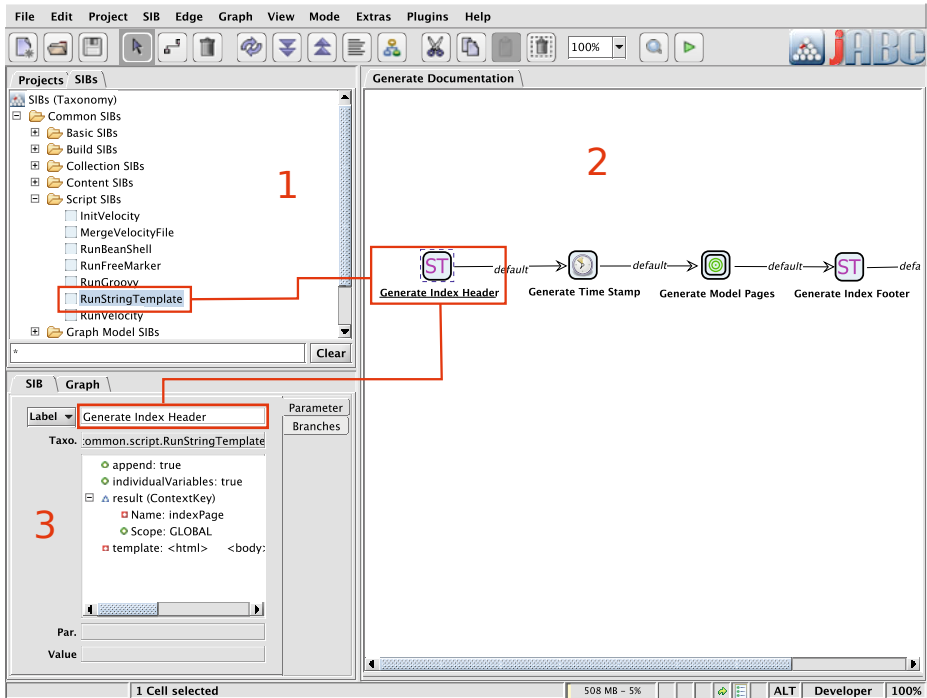 File Edit Project SIB Edge Graph View Mode Extras Plugins Help
100%
jABC
Projects SIBs
SIBs (Taxonomy)
Common SIBs
Basic SIBs
Build SIBs
Collection SIBs
Content SIBs
Script SIBs
InitVelocity
MergeVelocityFile
RunBeanShell
RunFreeMarker
RunGroovy
RunStringTemplate
RunVelocity
Graph Model SIBs
1
* Clear
Generate Documentation
2
ST default default default ST defa
Generate Index Header Generate Time Stamp Generate Model Pages Generate Index Footer
SIB Graph
Label Generate Index Header
Parameter
Branches
Taxo. common.script.RunStringTemplate
append: true
individualVariables: true
result (ContextKey)
Name: indexPage
Scope: GLOBAL
template: <html> <body>
3
Par.
Value
1 Cell selected 508 MB - 5% ALT Developer 100%